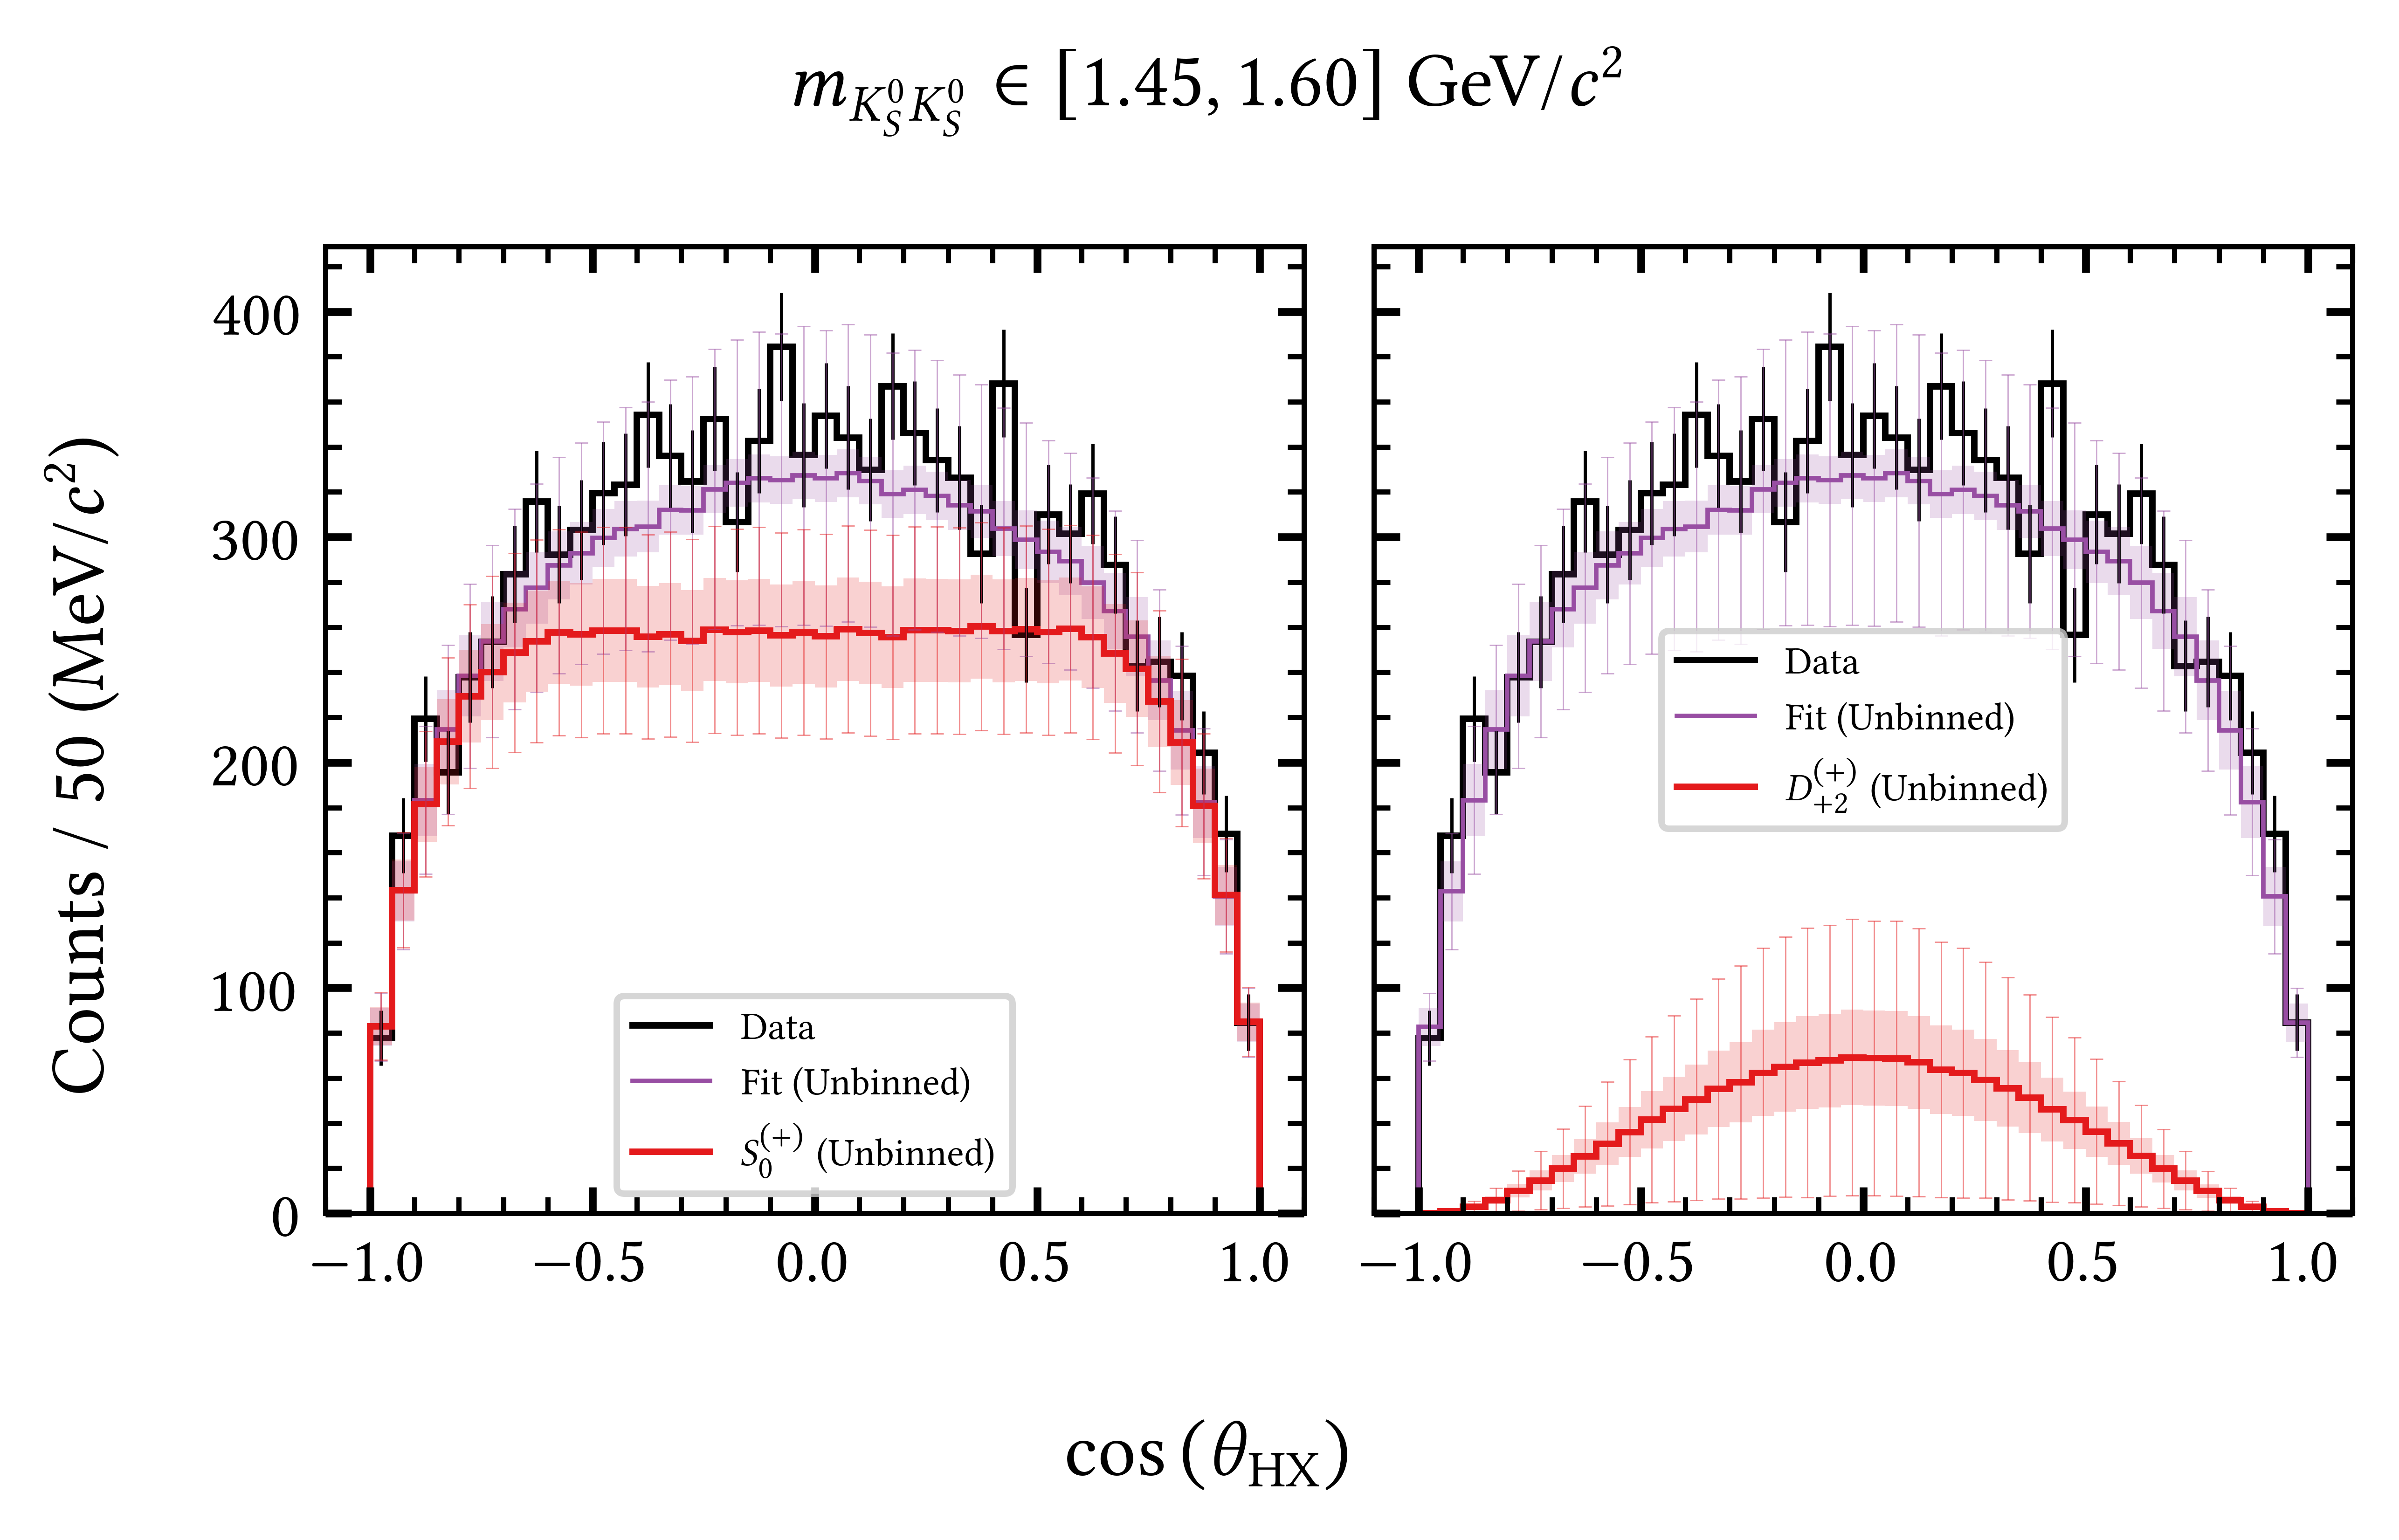 m_{K_S^0 K_S^0} ∈ [1.45, 1.60] GeV/c²
Counts / 50 (MeV/c²)
400
300
200
100
0
Data
Fit (Unbinned)
S_0^{(+)} (Unbinned)
−1.0 −0.5 0.0 0.5 1.0
Data
Fit (Unbinned)
D_{+2}^{(+)} (Unbinned)
−1.0 −0.5 0.0 0.5 1.0
cos (θ_{HX})